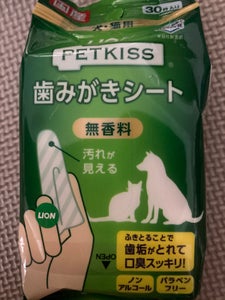 国産
犬・猫用
30枚入り
PETKISS
歯みがきシート
無香料
汚れが
見える
LION
ふきとることで
歯垢がとれて
口臭スッキリ!
OPEN
ノン
アルコール
パラベン
フリー